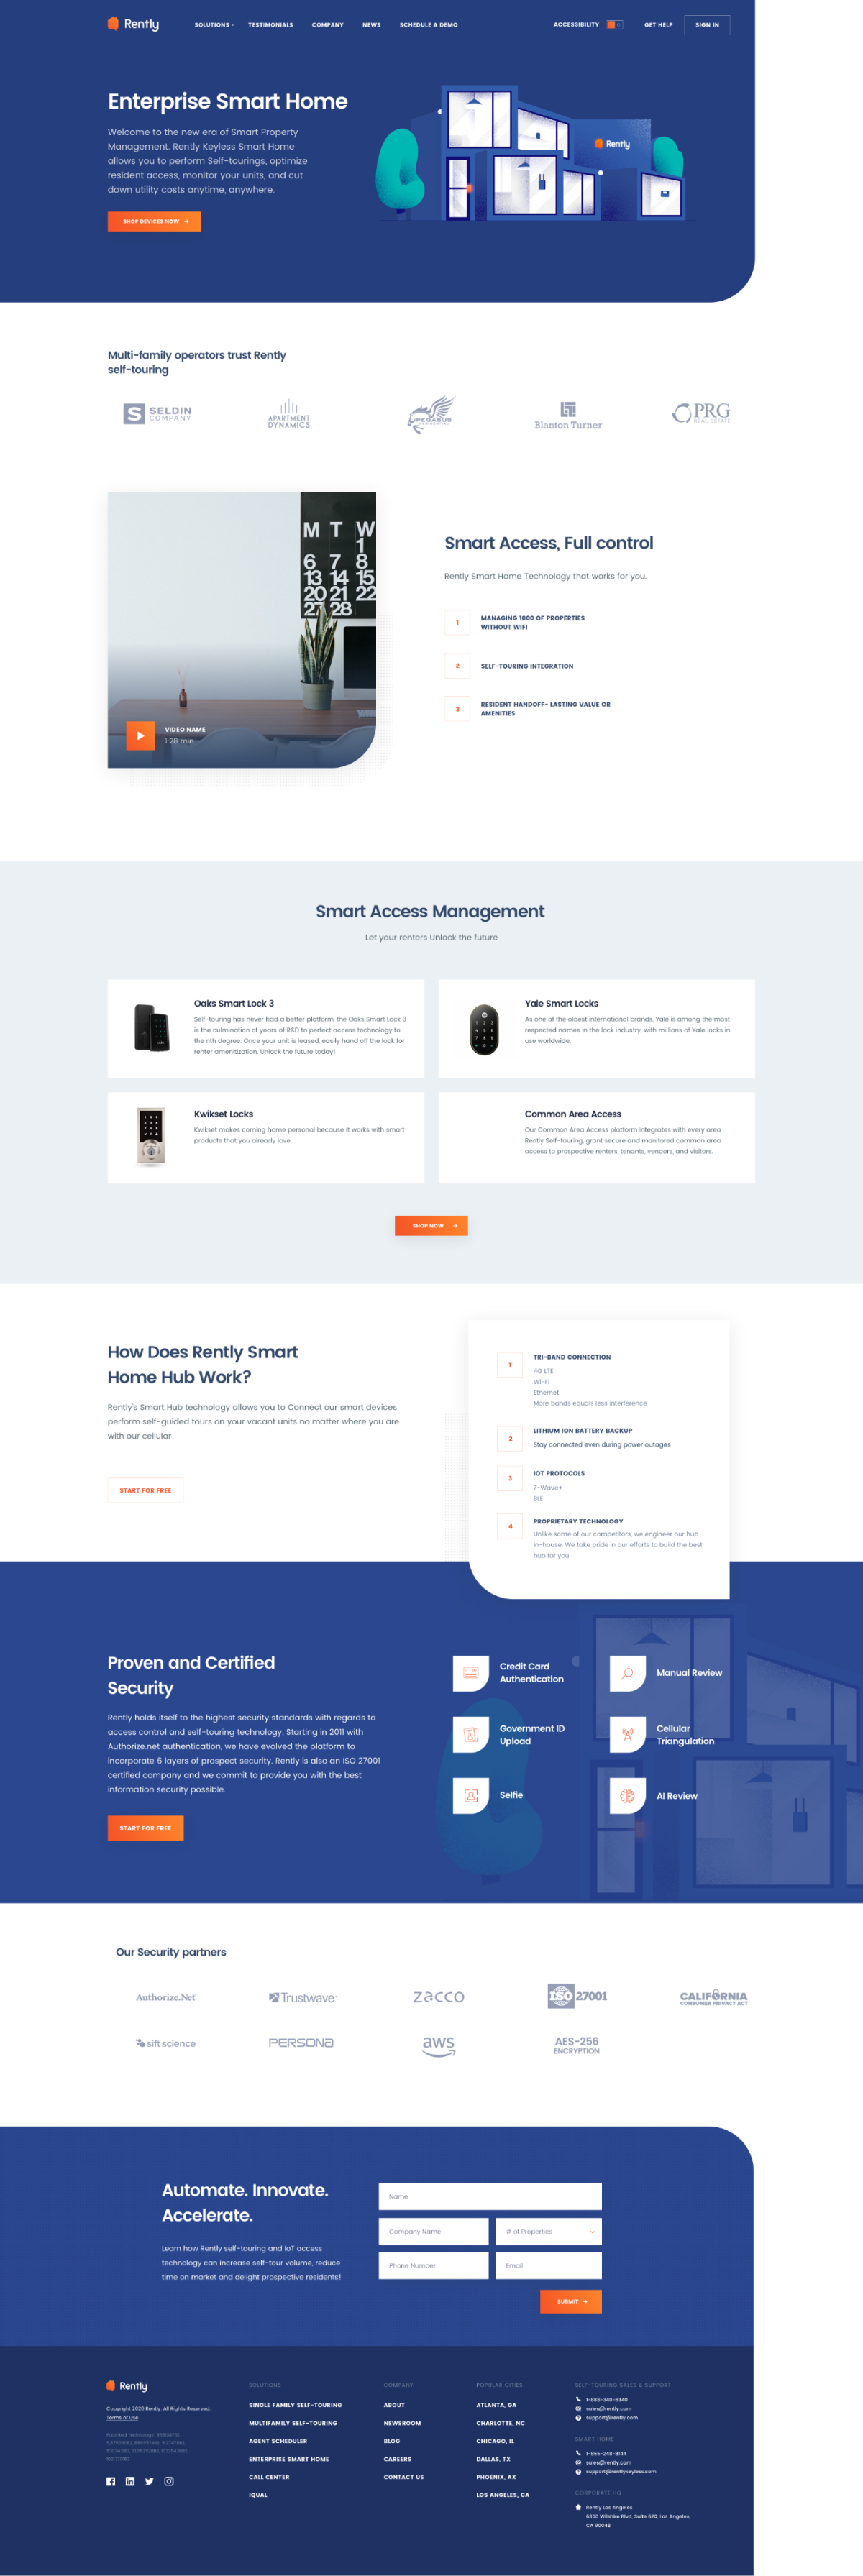 Rently
SOLUTIONS
TESTIMONIALS
COMPANY
NEWS
SCHEDULE A DEMO
ACCESSIBILITY
GET HELP
SIGN IN
Enterprise Smart Home
Welcome to the new era of Smart Property
Management. Rently Keyless Smart Home
allows you to perform Self-tourings, optimize
resident access, monitor your units, and cut
down utility costs anytime, anywhere.
SHOP DEVICES NOW →
Rently
Multi-family operators trust Rently
self-touring
S SELDIN
COMPANY
APARTMENT
DYNAMICS
PEGASUS
RESIDENTIAL
Blanton Turner
PRG
REAL ESTATE
M T W
1
6 7 8
13 14 15
20 21 22
27 28
VIDEO NAME
1:28 min
Smart Access, Full control
Rently Smart Home Technology that works for you.
1
MANAGING 1000 OF PROPERTIES
WITHOUT WIFI
2
SELF-TOURING INTEGRATION
3
RESIDENT HANDOFF- LASTING VALUE OR
AMENITIES
Smart Access Management
Let your renters Unlock the future
Oaks Smart Lock 3
Self-touring has never had a better platform, the Oaks Smart Lock 3
is the culmination of years of R&D to perfect access technology to
the nth degree. Once your unit is leased, easily hand off the lock for
renter amenitization. Unlock the future today!
Yale Smart Locks
As one of the oldest international brands, Yale is among the most
respected names in the lock industry, with millions of Yale locks in
use worldwide.
Kwikset Locks
Kwikset makes coming home personal because it works with smart
products that you already love.
Common Area Access
Our Common Area Access platform integrates with every area
Rently Self-touring, grant secure and monitored common area
access to prospective renters, tenants, vendors, and visitors.
SHOP NOW →
How Does Rently Smart
Home Hub Work?
Rently's Smart Hub technology allows you to Connect our smart devices
perform self-guided tours on your vacant units no matter where you are
with our cellular
START FOR FREE
1
TRI-BAND CONNECTION
4G LTE
Wi-Fi
Ethernet
More bands equals less interference
2
LITHIUM ION BATTERY BACKUP
Stay connected even during power outages
3
IOT PROTOCOLS
Z-Wave+
BLE
4
PROPRIETARY TECHNOLOGY
Unlike some of our competitors, we engineer our hub
in-house. We take pride in our efforts to build the best
hub for you
Proven and Certified
Security
Rently holds itself to the highest security standards with regards to
access control and self-touring technology. Starting in 2011 with
Authorize.net authentication, we have evolved the platform to
incorporate 6 layers of prospect security. Rently is also an ISO 27001
certified company and we commit to provide you with the best
information security possible.
START FOR FREE
Credit Card
Authentication
Manual Review
Government ID
Upload
Cellular
Triangulation
Selfie
AI Review
Our Security partners
Authorize.Net
Trustwave
zacco
ISO 27001
CALIFORNIA
CONSUMER PRIVACY ACT
sift science
PERSONA
aws
AES-256
ENCRYPTION
Automate. Innovate.
Accelerate.
Learn how Rently self-touring and IoT access
technology can increase self-tour volume, reduce
time on market and delight prospective residents!
Name
Company Name
# of Properties
Phone Number
Email
SUBMIT →
Rently
Copyright 2020 Rently. All Rights Reserved.
Terms of Use
SOLUTIONS
SINGLE FAMILY SELF-TOURING
MULTIFAMILY SELF-TOURING
AGENT SCHEDULER
ENTERPRISE SMART HOME
CALL CENTER
IQUAL
COMPANY
ABOUT
NEWSROOM
BLOG
CAREERS
CONTACT US
POPULAR CITIES
ATLANTA, GA
CHARLOTTE, NC
CHICAGO, IL
DALLAS, TX
PHOENIX, AX
LOS ANGELES, CA
SELF-TOURING SALES & SUPPORT
1-888-340-6340
sales@rently.com
support@rently.com
SMART HOME
1-855-248-8144
sales@rently.com
support@rentlykeyless.com
CORPORATE HQ
Rently Los Angeles
6300 Wilshire Blvd, Suite 620, Los Angeles,
CA 90048